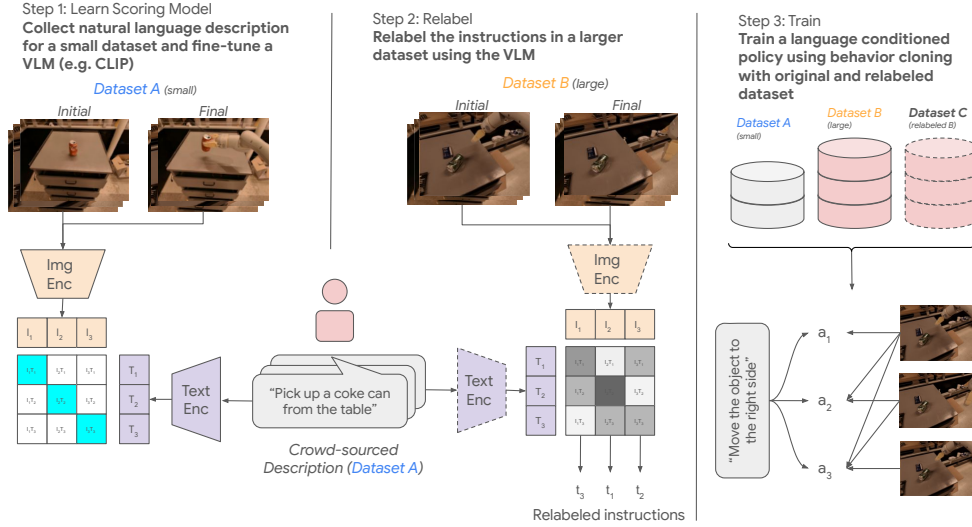 Step 1: Learn Scoring Model
Collect natural language description
for a small dataset and fine-tune a
VLM (e.g. CLIP)
Dataset A (small)
Initial
Final
Img
Enc
I1
I2
I3
T1
T2
T3
Text
Enc
"Pick up a coke can
from the table"
Crowd-sourced
Description (Dataset A)
Step 2: Relabel
Relabel the instructions in a larger
dataset using the VLM
Dataset B (large)
Initial
Final
Img
Enc
I1
I2
I3
Text
Enc
T1
T2
T3
t3
t1
t2
Relabeled instructions
Step 3: Train
Train a language conditioned
policy using behavior cloning
with original and relabeled
dataset
Dataset A
(small)
Dataset B
(large)
Dataset C
(relabeled B)
"Move the object to
the right side"
a1
a2
a3